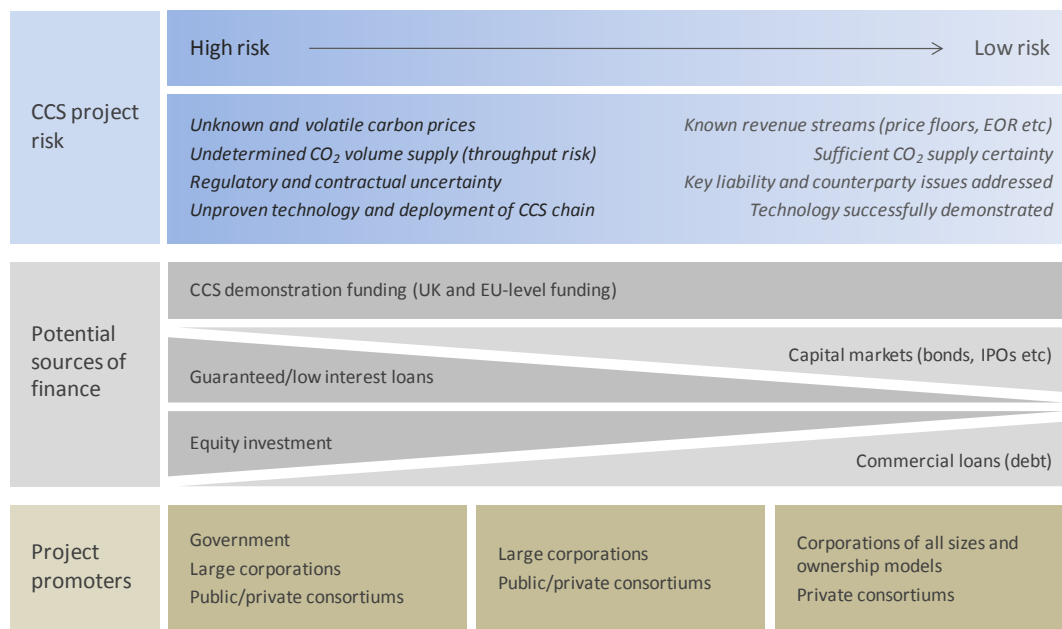 CCS project
risk
High risk
Low risk
Unknown and volatile carbon prices
Undetermined CO₂ volume supply (throughput risk)
Regulatory and contractual uncertainty
Unproven technology and deployment of CCS chain
Known revenue streams (price floors, EOR etc)
Sufficient CO₂ supply certainty
Key liability and counterparty issues addressed
Technology successfully demonstrated
Potential
sources of
finance
CCS demonstration funding (UK and EU-level funding)
Capital markets (bonds, IPOs etc)
Guaranteed/low interest loans
Equity investment
Commercial loans (debt)
Project
promoters
Government
Large corporations
Public/private consortiums
Large corporations
Public/private consortiums
Corporations of all sizes and
ownership models
Private consortiums